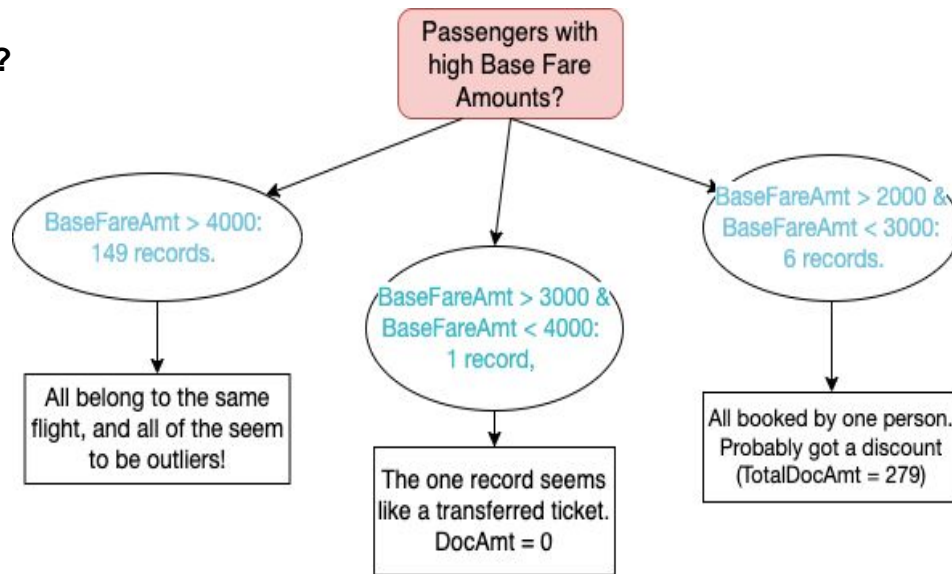 ?
Passengers with
high Base Fare
Amounts?
BaseFareAmt > 4000:
149 records.
BaseFareAmt > 3000 &
BaseFareAmt < 4000:
1 record,
BaseFareAmt > 2000 &
BaseFareAmt < 3000:
6 records.
All belong to the same
flight, and all of the seem
to be outliers!
The one record seems
like a transferred ticket.
DocAmt = 0
All booked by one person.
Probably got a discount
(TotalDocAmt = 279)